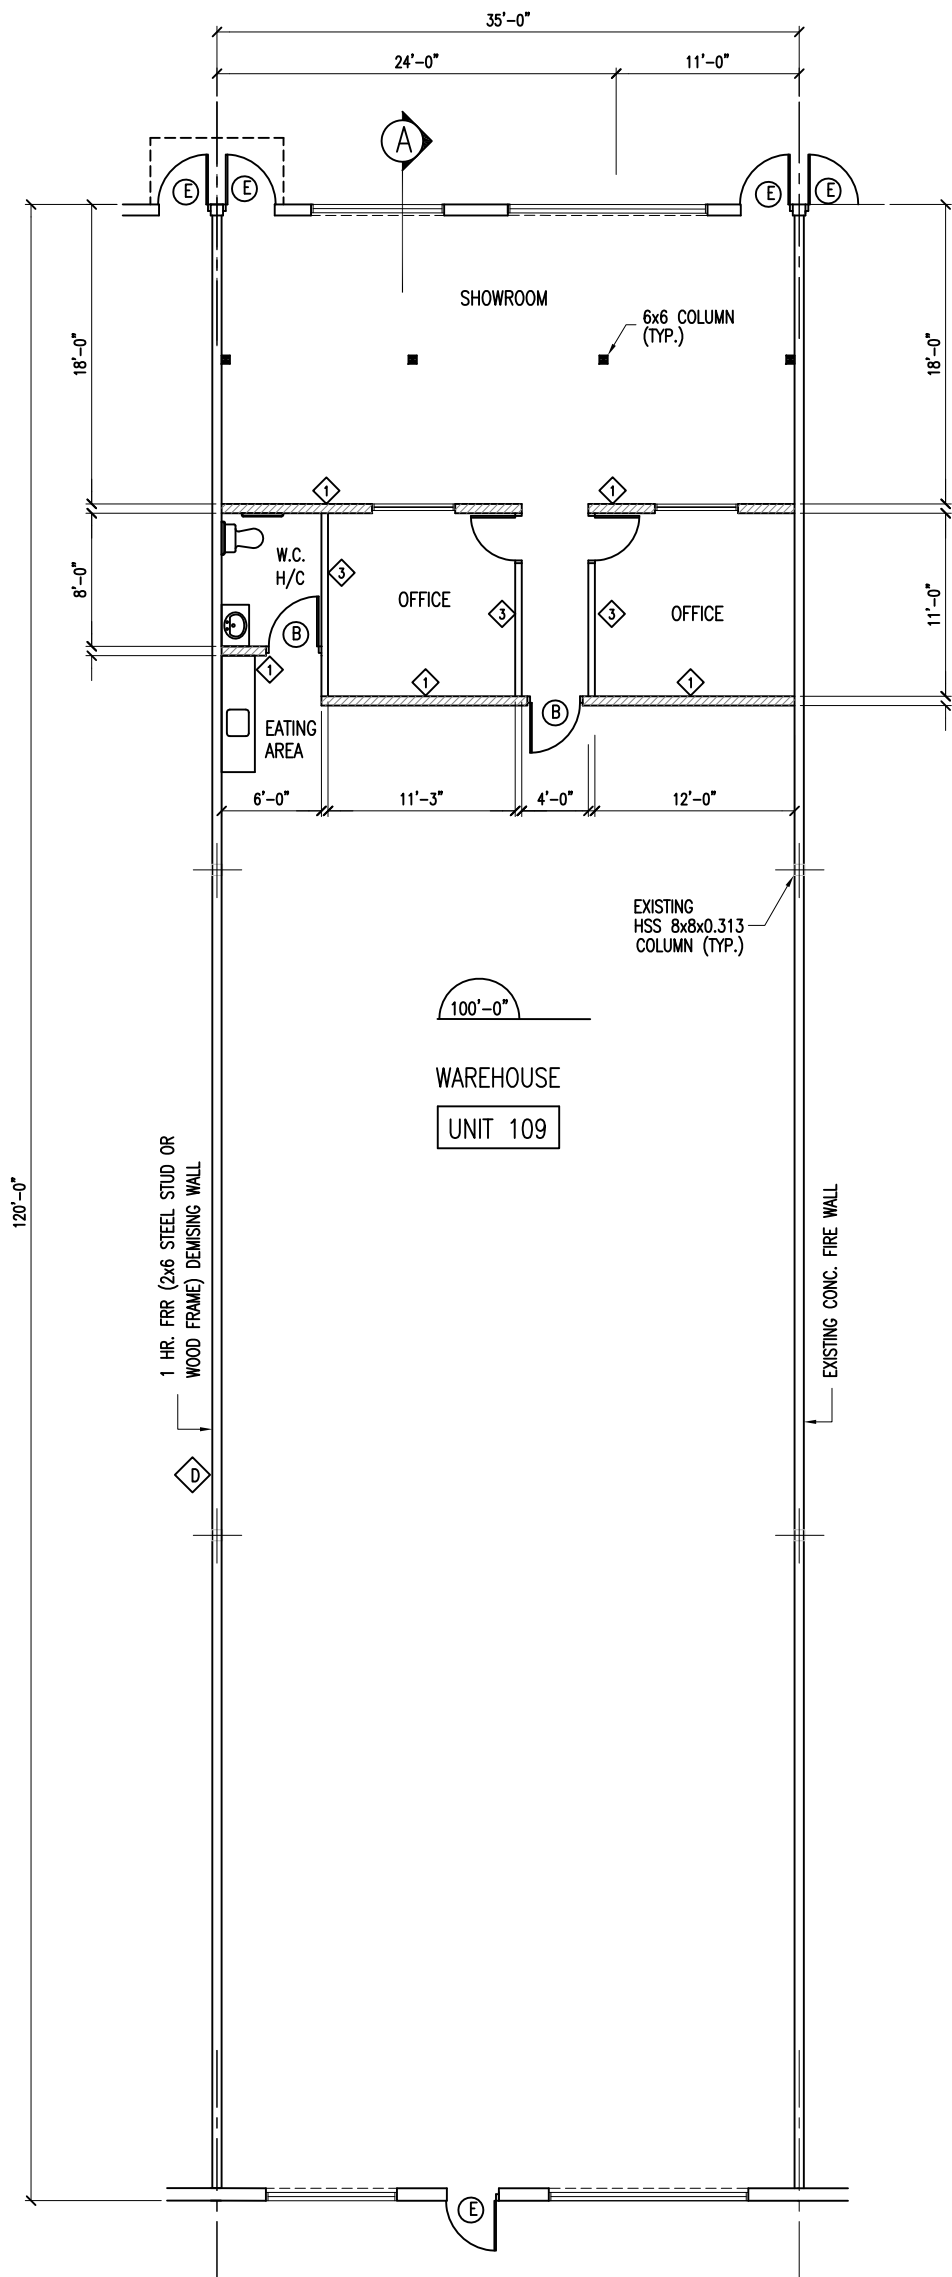 35'-0"
24'-0"
11'-0"
A
E
E
E
E
SHOWROOM
6x6 COLUMN
(TYP.)
18'-0"
18'-0"
1
1
W.C.
H/C
3
OFFICE
3
3
OFFICE
8'-0"
11'-0"
B
1
1
1
B
EATING
AREA
6'-0"
11'-3"
4'-0"
12'-0"
EXISTING
HSS 8x8x0.313
COLUMN (TYP.)
100'-0"
WAREHOUSE
UNIT 109
120'-0"
1 HR. FRR (2x6 STEEL STUD OR
WOOD FRAME) DEMISING WALL
EXISTING CONC. FIRE WALL
D
E